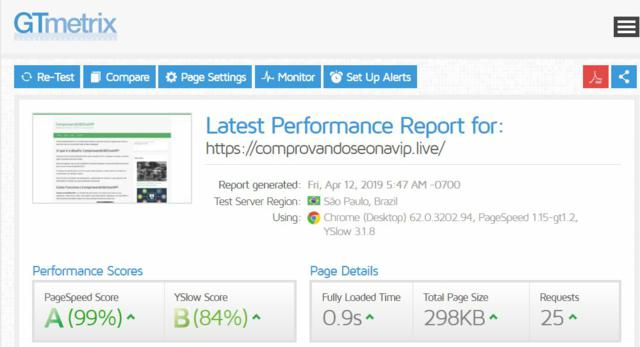 GTmetrix
Re-Test
Compare
Page Settings
Monitor
Set Up Alerts
Latest Performance Report for:
https://comprovandoseonavip.live/
Report generated: Fri, Apr 12, 2019 5:47 AM -0700
Test Server Region: São Paulo, Brazil
Using: Chrome (Desktop) 62.0.3202.94, PageSpeed 1.15-gt1.2,
YSlow 3.1.8
Performance Scores
PageSpeed Score
A (99%)
YSlow Score
B (84%)
Page Details
Fully Loaded Time
0.9s
Total Page Size
298KB
Requests
25